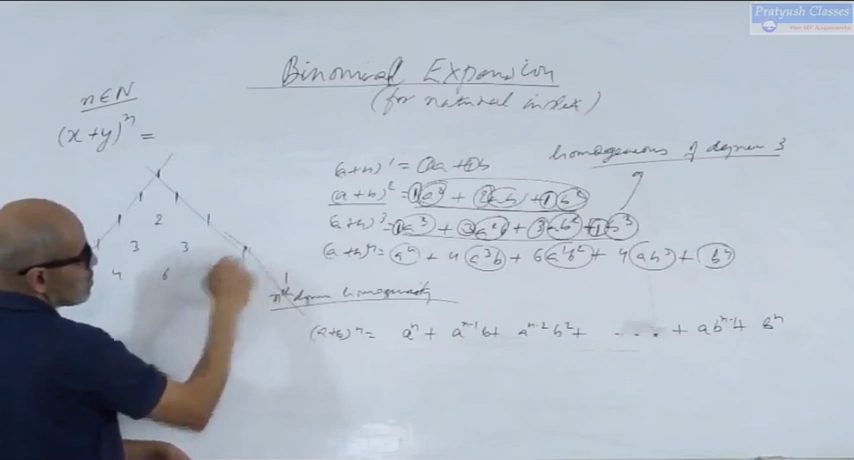 Pratyush Classes
Binomial Expansion
(for natural index)
n∈N
(x+y)^n =
homogeneous of degree 3
(a+b)^1 = 1a + 1b
(a+b)^2 = 1a^2 + 2ab + 1b^2
(a+b)^3 = 1a^3 + 3a^2b + 3ab^2 + 1b^3
(a+b)^4 = a^4 + 4a^3b + 6a^2b^2 + 4ab^3 + b^4
1
1 1
1 2 1
1 3 3 1
4 6 1
nth degree homogeneity
(a+b)^n = a^n + a^{n-1}b + a^{n-2}b^2 + .... + ab^{n-1} + b^n